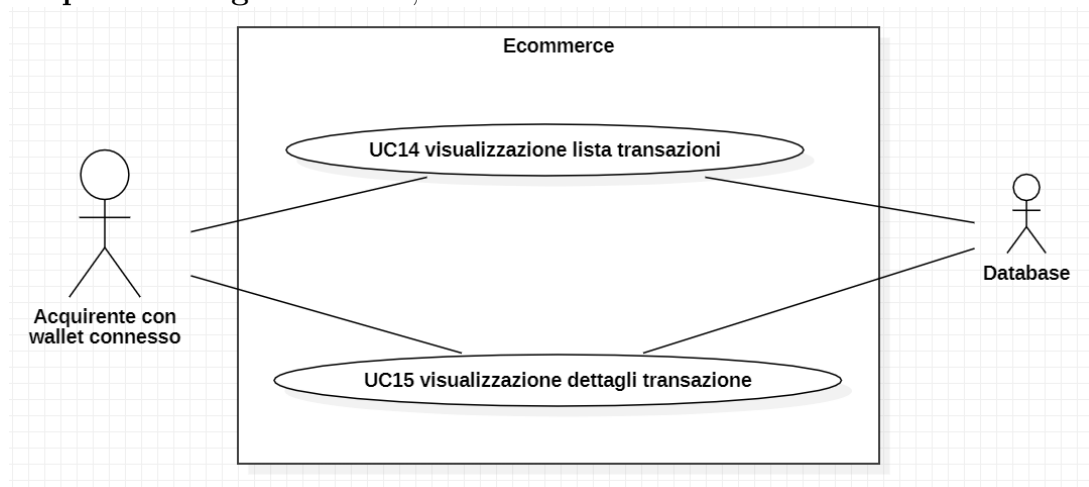 Ecommerce
UC14 visualizzazione lista transazioni
Acquirente con
wallet connesso
Database
UC15 visualizzazione dettagli transazione